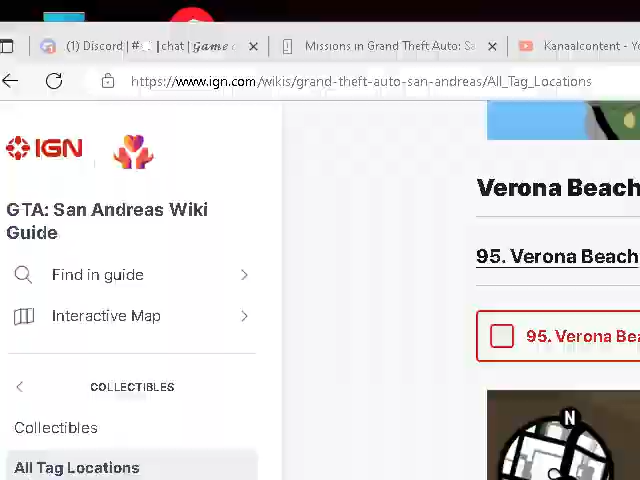 (1) Discord | #
| chat | Game
Missions in Grand Theft Auto: Sa
Kanaalcontent - Yo
https://www.ign.com/wikis/grand-theft-auto-san-andreas/All_Tag_Locations
IGN
GTA: San Andreas Wiki
Guide
Find in guide
Interactive Map
COLLECTIBLES
Collectibles
All Tag Locations
Verona Beach
95. Verona Beach
95. Verona Bea
N